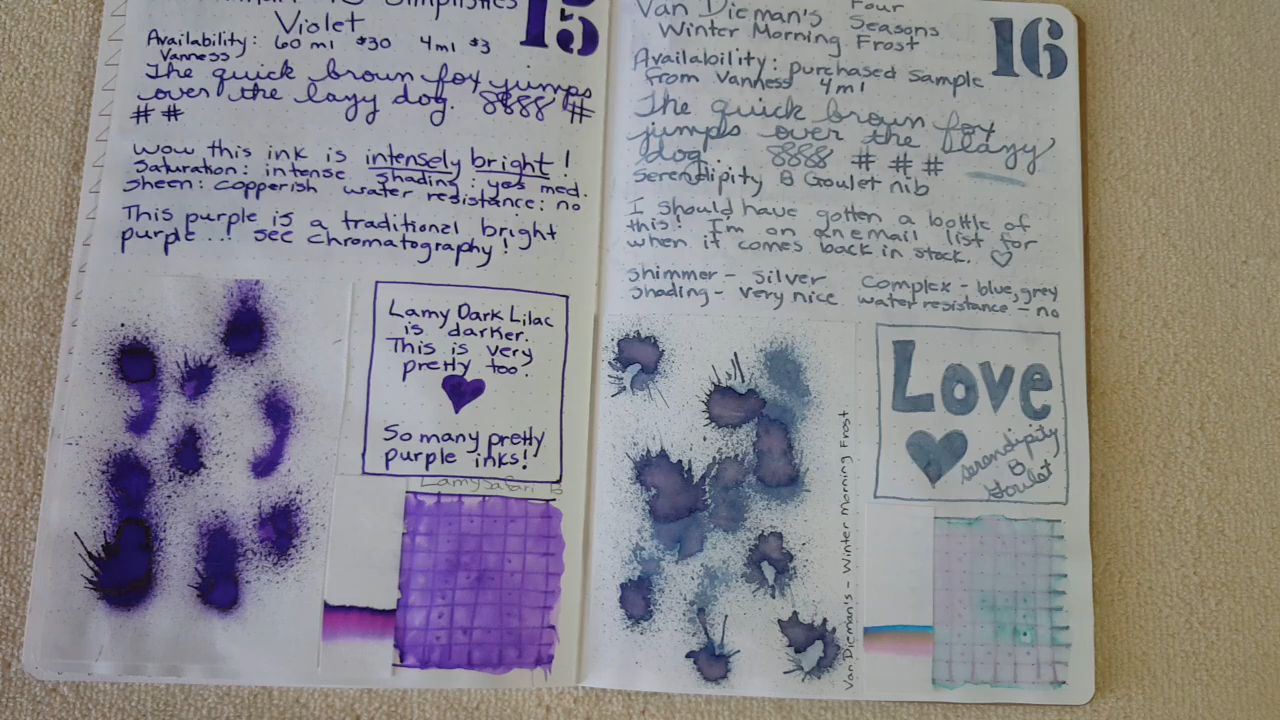 Simplistics
Violet
15
Availability: 60 ml $30 4ml $3
Vanness
The quick brown fox jumps
over the lazy dog. 8888 #
# #
Wow this ink is intensely bright!
Saturation: intense shading: yes med.
sheen: copperish water resistance: no
This purple is a traditional bright
purple... see chromatography!
Lamy Dark Lilac
is darker.
This is very
pretty too.
So many pretty
purple inks!
Lamy Safari B
Van Dieman's Four
Seasons
Winter Morning Frost
16
Availability: purchased sample
from Vanness 4ml
The quick brown fox
jumps over the lazy
dog. 8888 # # #
Serendipity B Goulet nib
I should have gotten a bottle of
this! I'm on an email list for
when it comes back in stock.
shimmer - silver Complex - blue, grey
shading - very nice water resistance - no
Love
serendipity
B
Goulet
Van Dieman's - Winter Morning Frost